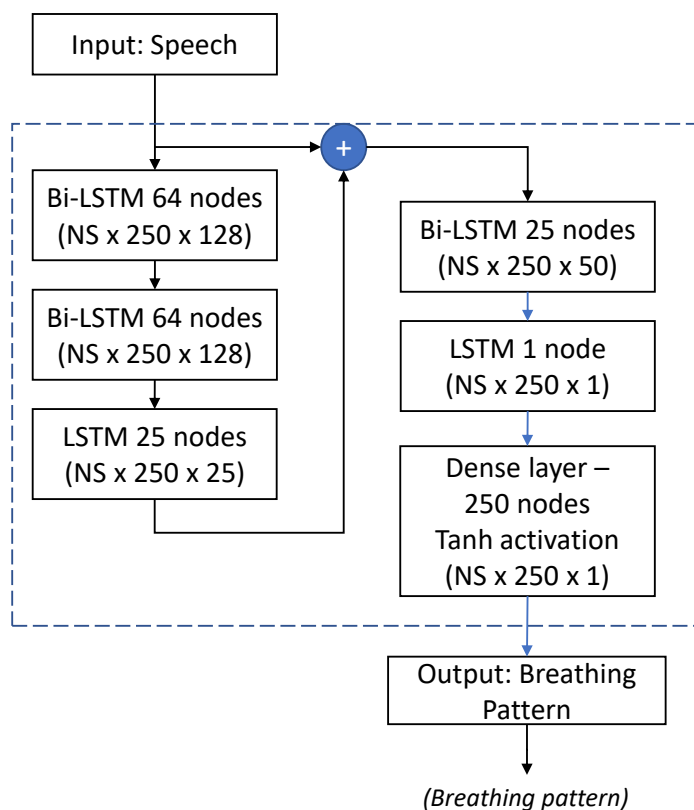 Input: Speech
+
Bi-LSTM 64 nodes
(NS x 250 x 128)
Bi-LSTM 64 nodes
(NS x 250 x 128)
LSTM 25 nodes
(NS x 250 x 25)
Bi-LSTM 25 nodes
(NS x 250 x 50)
LSTM 1 node
(NS x 250 x 1)
Dense layer –
250 nodes
Tanh activation
(NS x 250 x 1)
Output: Breathing
Pattern
(Breathing pattern)